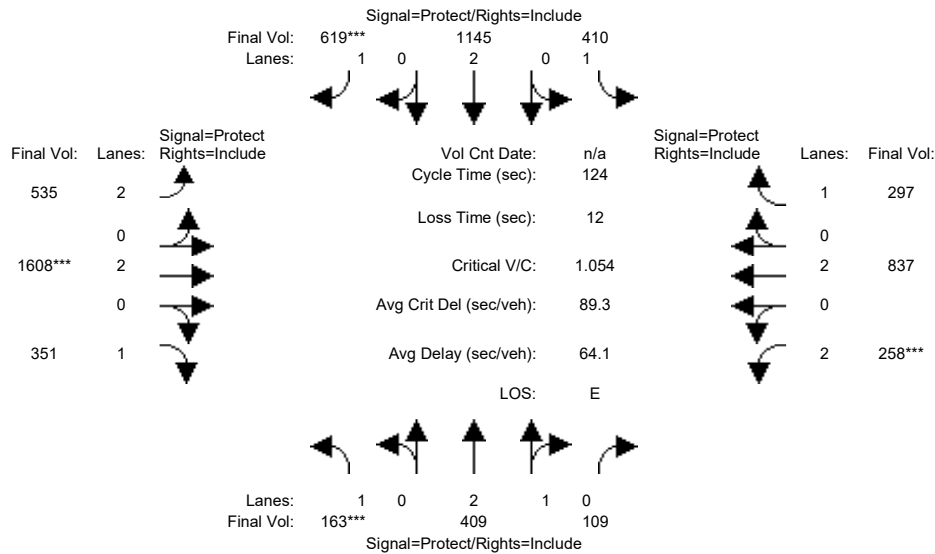 Signal=Protect/Rights=Include
Final Vol: 619*** 1145 410
Lanes: 1 0 2 0 1
Signal=Protect
Final Vol: Lanes: Rights=Include
Vol Cnt Date: n/a
Signal=Protect
Rights=Include Lanes: Final Vol:
Cycle Time (sec): 124
535 2
1 297
Loss Time (sec): 12
0
0
1608*** 2
Critical V/C: 1.054
2 837
0
Avg Crit Del (sec/veh): 89.3
0
351 1
Avg Delay (sec/veh): 64.1
2 258***
LOS: E
Lanes: 1 0 2 1 0
Final Vol: 163*** 409 109
Signal=Protect/Rights=Include